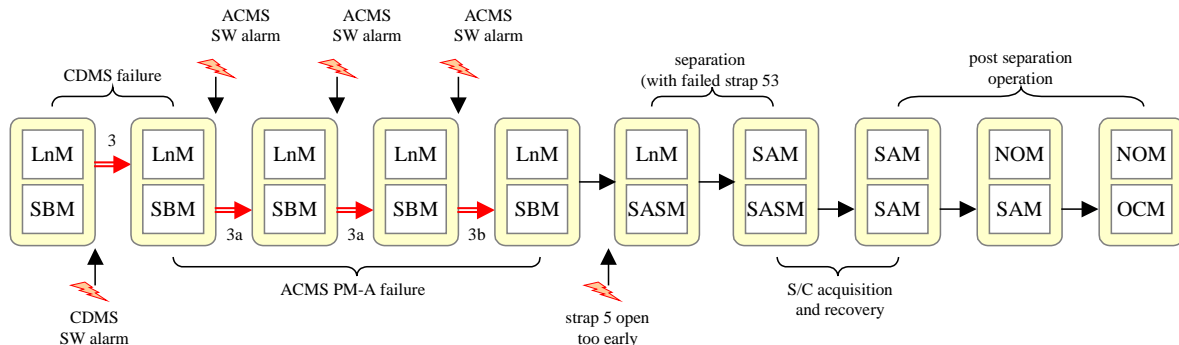 ACMS
SW alarm
ACMS
SW alarm
ACMS
SW alarm
CDMS failure
separation
(with failed strap 53
post separation
operation
3
LnM
LnM
LnM
LnM
LnM
LnM
SAM
SAM
NOM
NOM
SBM
SBM
SBM
SBM
SBM
SASM
SASM
SAM
SAM
OCM
3a
3a
3b
ACMS PM-A failure
S/C acquisition
and recovery
CDMS
SW alarm
strap 5 open
too early